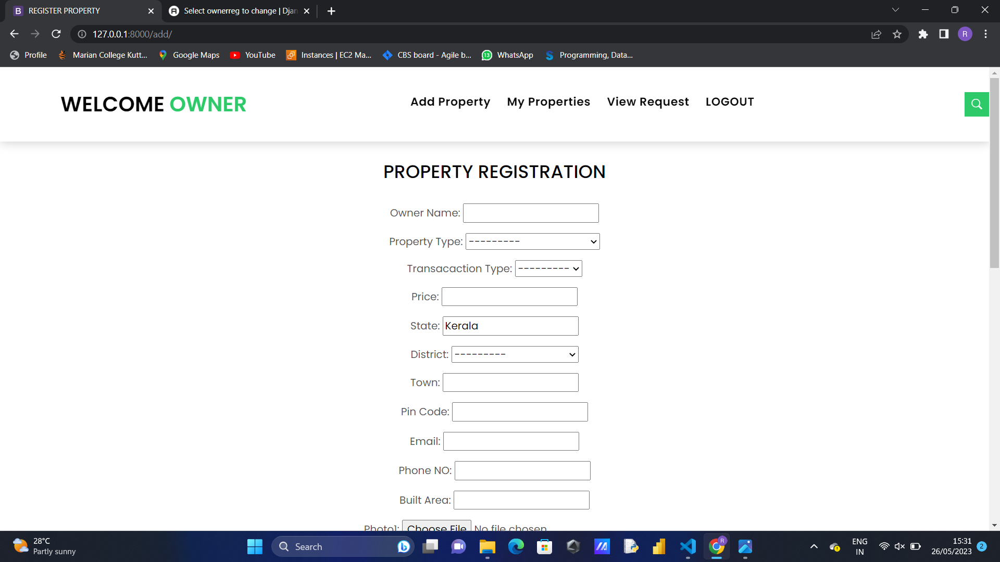 B REGISTER PROPERTY
Select ownerreg to change | Djan
127.0.0.1:8000/add/
R
Profile
Marian College Kutt...
Google Maps
YouTube
Instances | EC2 Ma...
CBS board - Agile b...
13 WhatsApp
Programming, Data...
WELCOME OWNER
Add Property
My Properties
View Request
LOGOUT
PROPERTY REGISTRATION
Owner Name:
Property Type: ---------
Transacaction Type: ---------
Price:
State: Kerala
District: ---------
Town:
Pin Code:
Email:
Phone NO:
Built Area:
Photo1: Choose File No file chosen
28°C
Partly sunny
Search
R
ENG
IN
15:31
26/05/2023
2